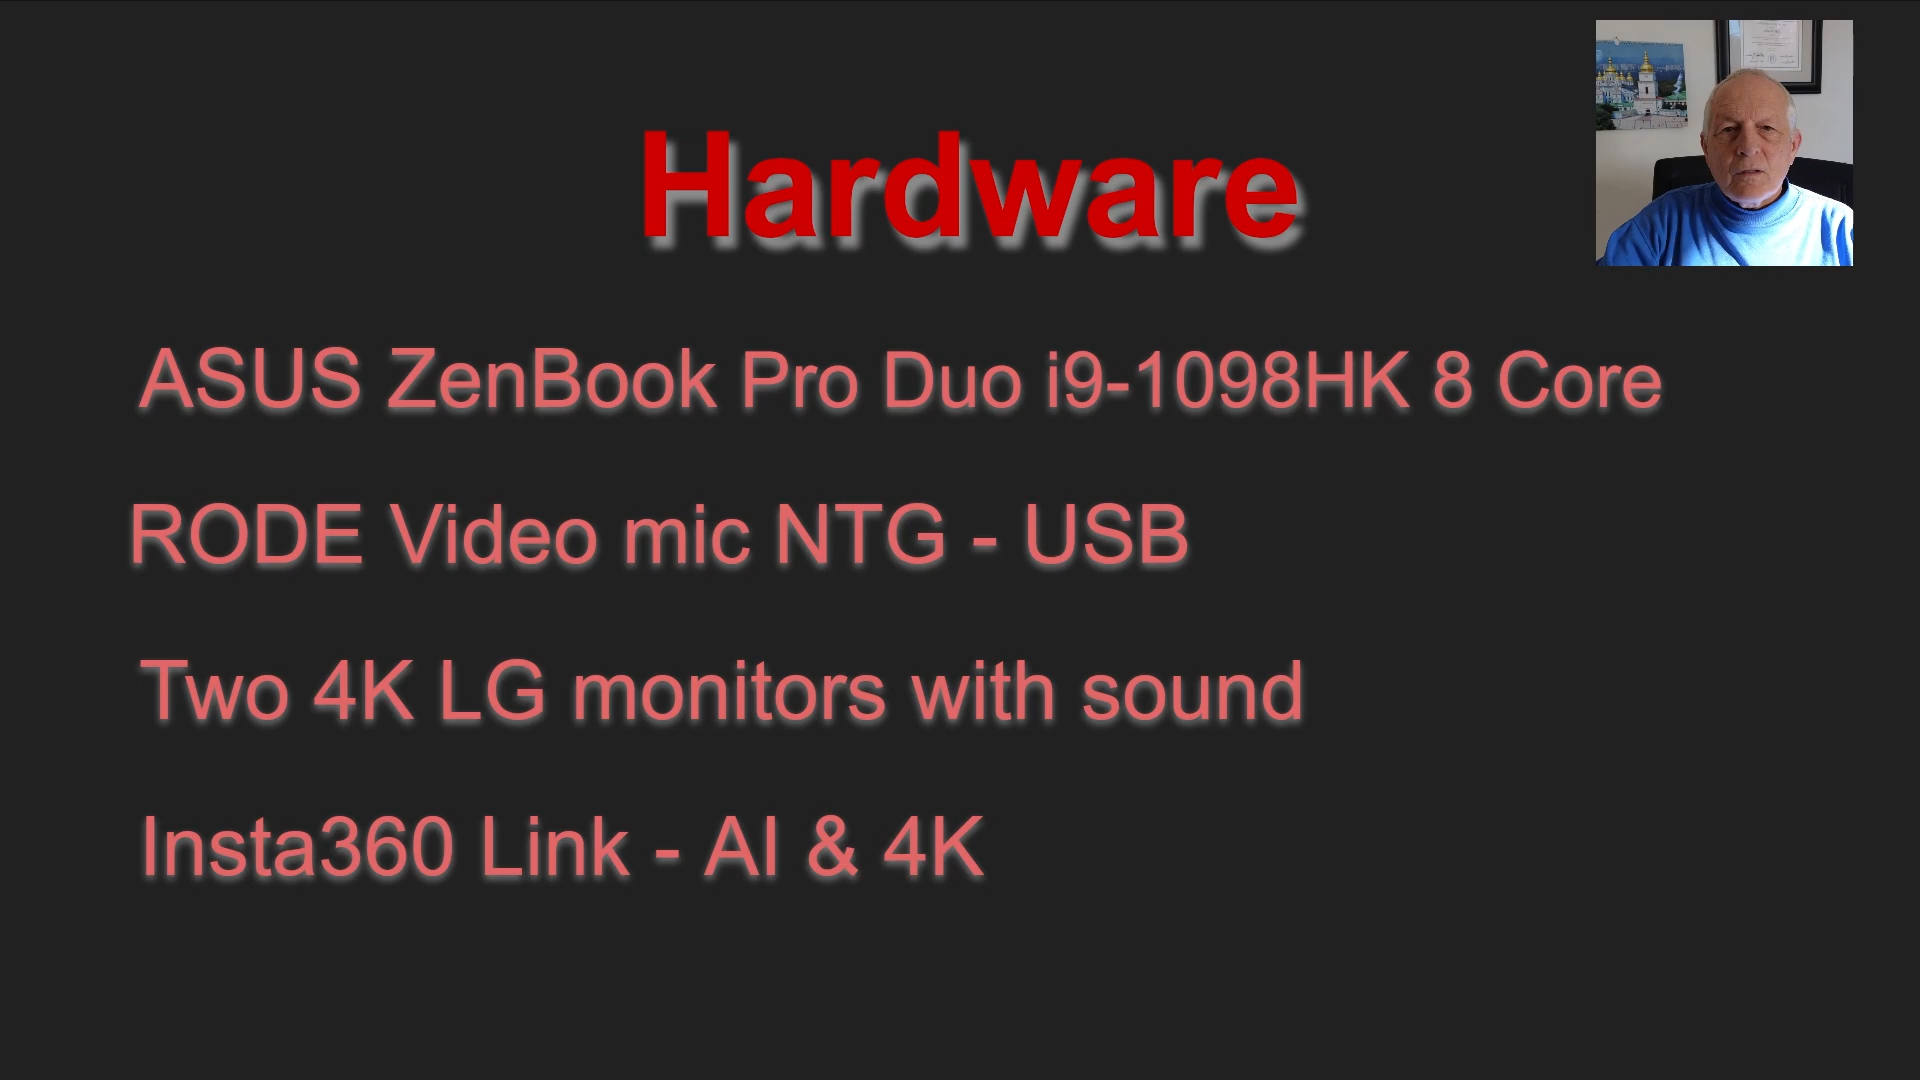 Hardware
ASUS ZenBook Pro Duo i9-1098HK 8 Core
RODE Video mic NTG - USB
Two 4K LG monitors with sound
Insta360 Link - AI & 4K